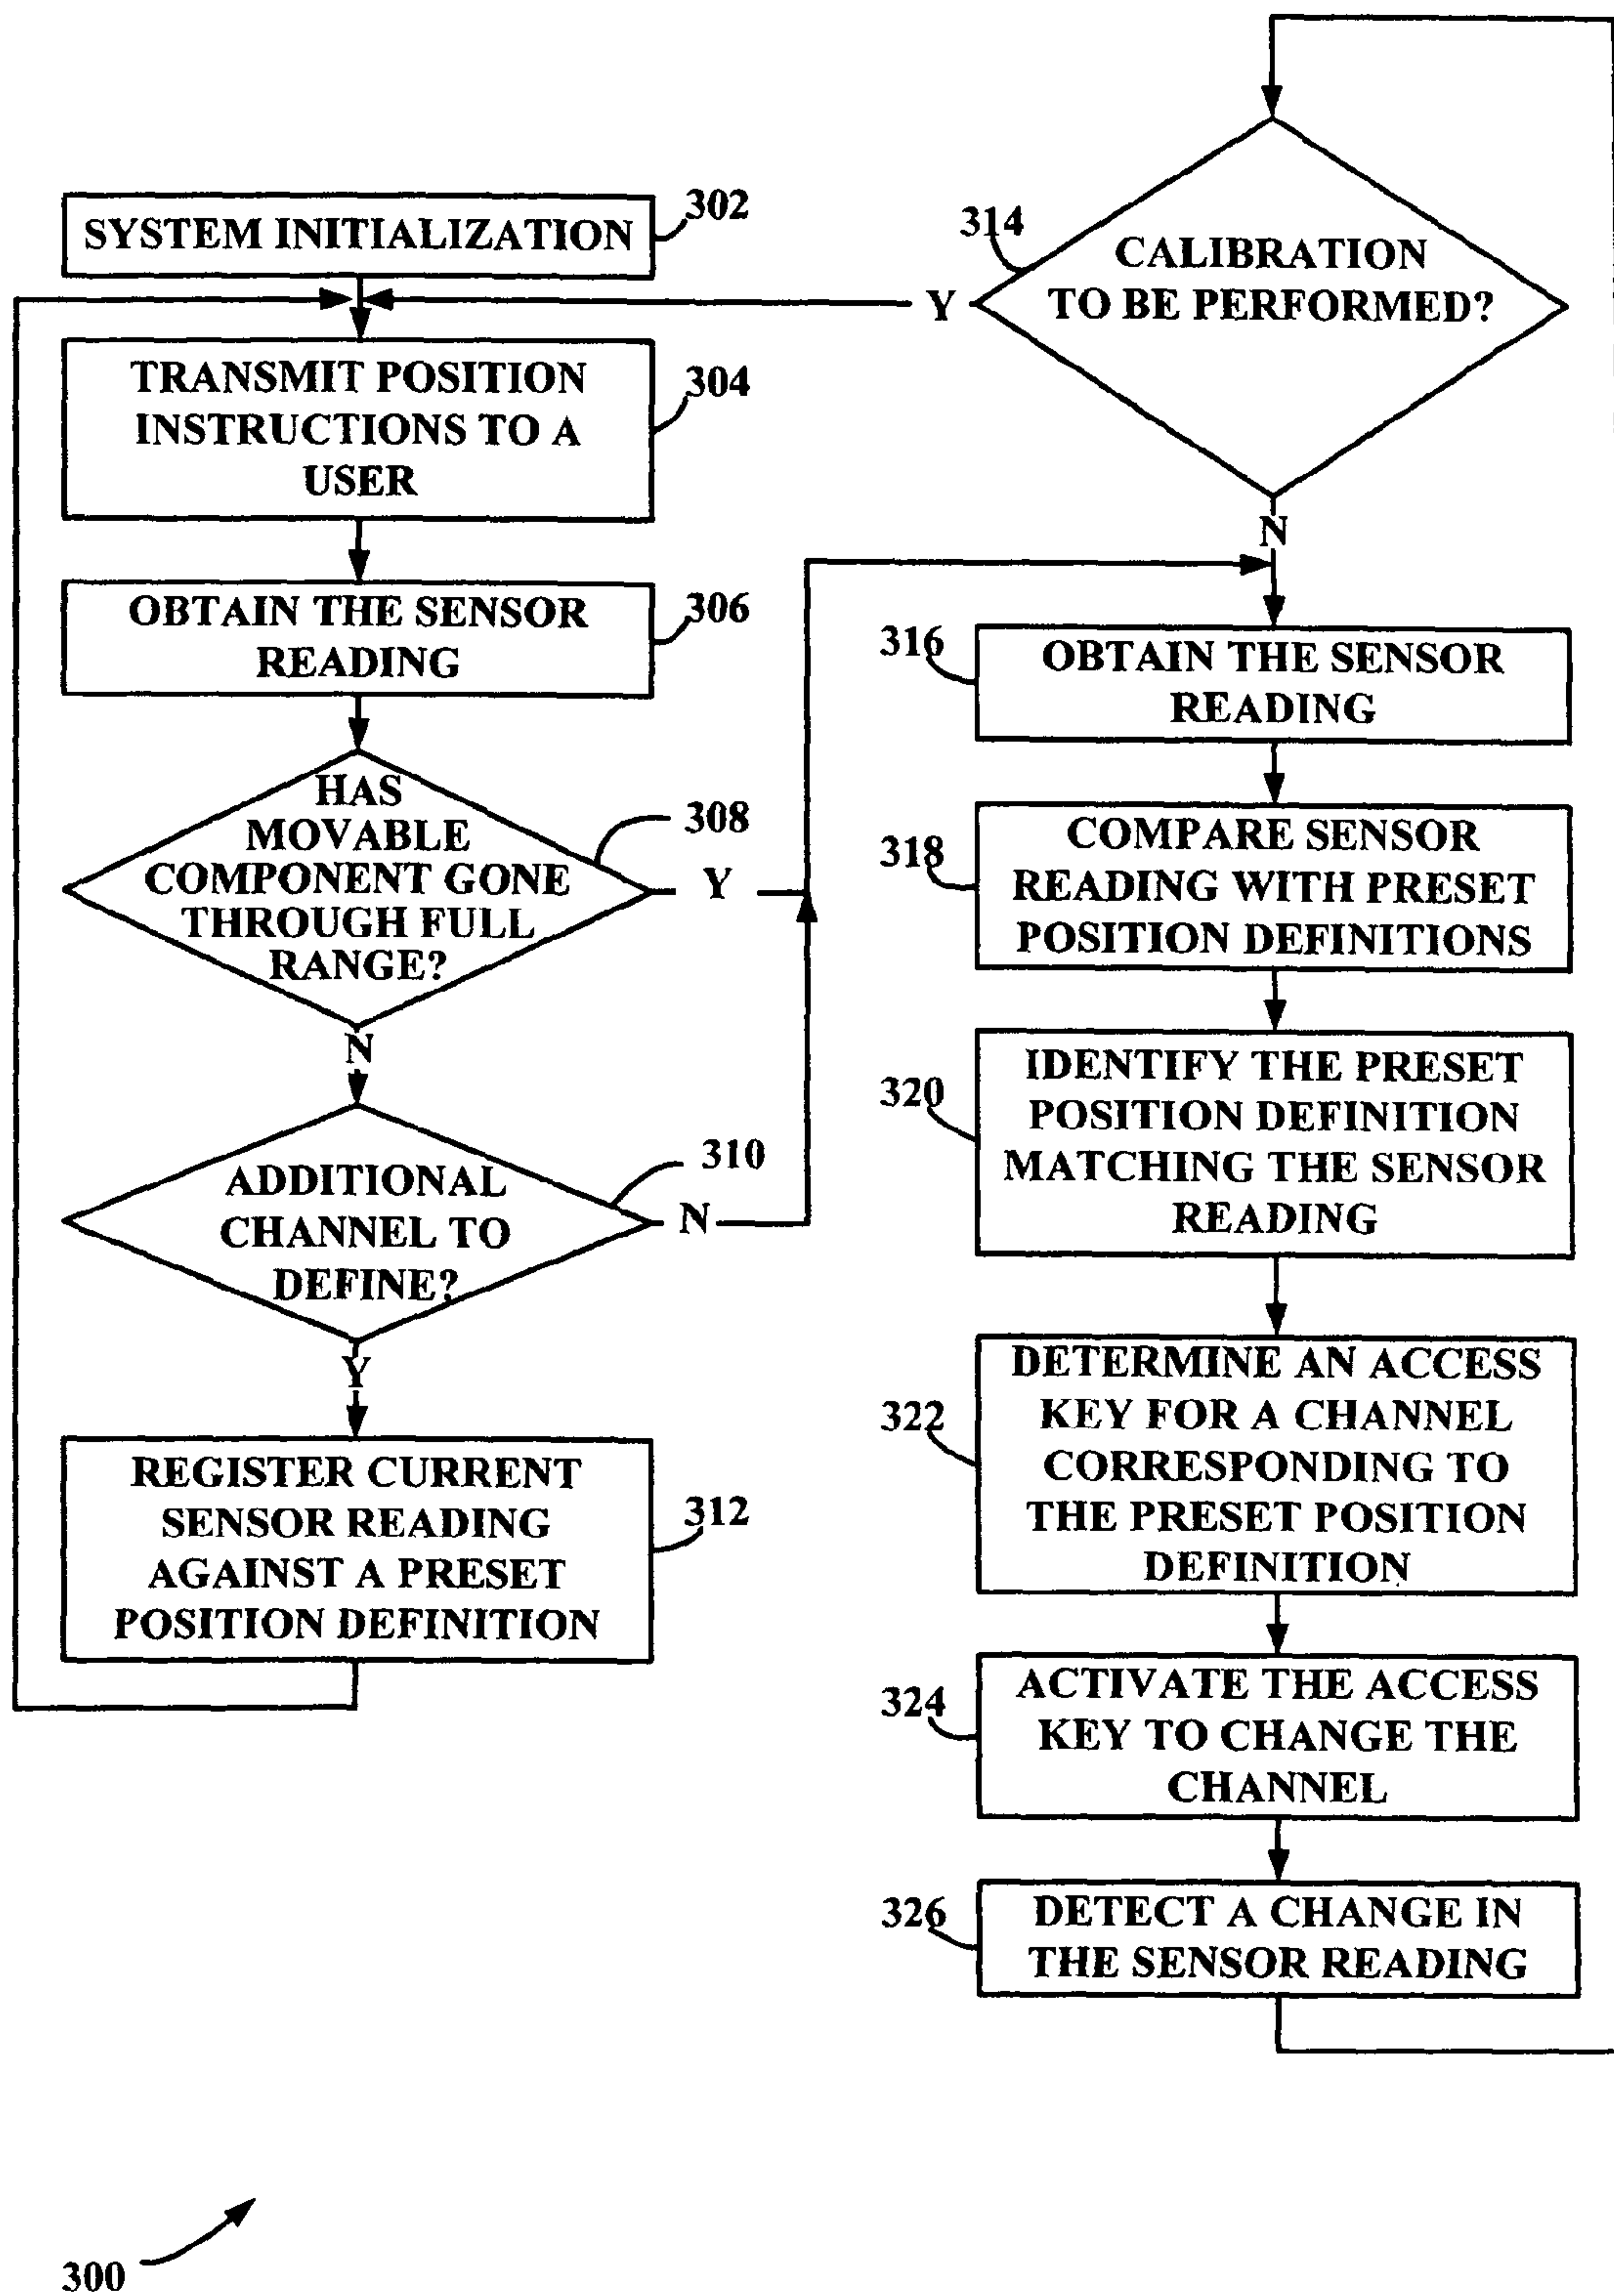 SYSTEM INITIALIZATION
302
TRANSMIT POSITION
INSTRUCTIONS TO A
USER
304
OBTAIN THE SENSOR
READING
306
HAS
MOVABLE
COMPONENT GONE
THROUGH FULL
RANGE?
308
Y
N
ADDITIONAL
CHANNEL TO
DEFINE?
310
N
Y
REGISTER CURRENT
SENSOR READING
AGAINST A PRESET
POSITION DEFINITION
312
314
CALIBRATION
TO BE PERFORMED?
Y
N
316
OBTAIN THE SENSOR
READING
318
COMPARE SENSOR
READING WITH PRESET
POSITION DEFINITIONS
320
IDENTIFY THE PRESET
POSITION DEFINITION
MATCHING THE SENSOR
READING
322
DETERMINE AN ACCESS
KEY FOR A CHANNEL
CORRESPONDING TO
THE PRESET POSITION
DEFINITION
324
ACTIVATE THE ACCESS
KEY TO CHANGE THE
CHANNEL
326
DETECT A CHANGE IN
THE SENSOR READING
300